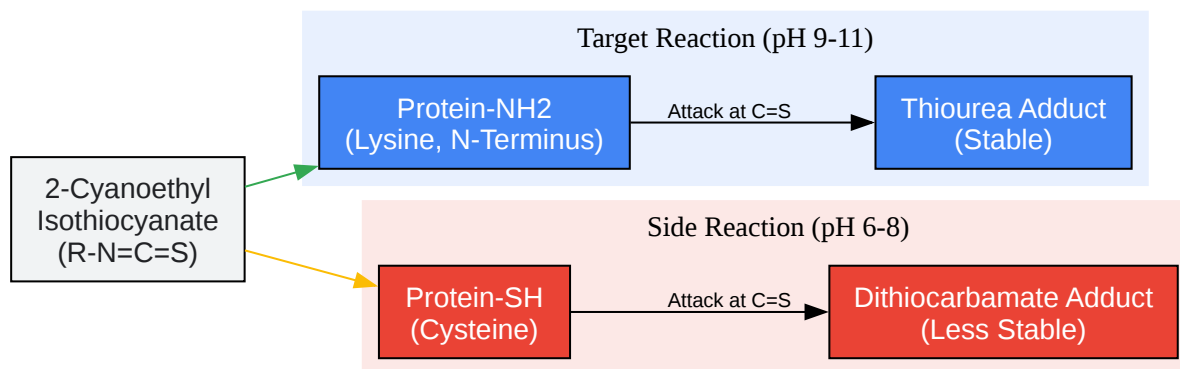 Target Reaction (pH 9-11)
Protein-NH2
(Lysine, N-Terminus)
Attack at C=S
Thiourea Adduct
(Stable)
2-Cyanoethyl
Isothiocyanate
(R-N=C=S)
Side Reaction (pH 6-8)
Protein-SH
(Cysteine)
Attack at C=S
Dithiocarbamate Adduct
(Less Stable)